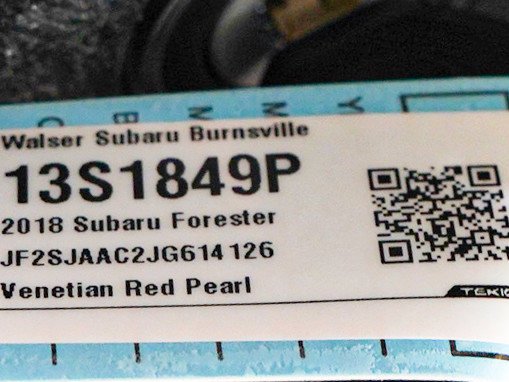 Walser Subaru Burnsville
13S1849P
2018 Subaru Forester
JF2SJAAC2JG614126
Venetian Red Pearl